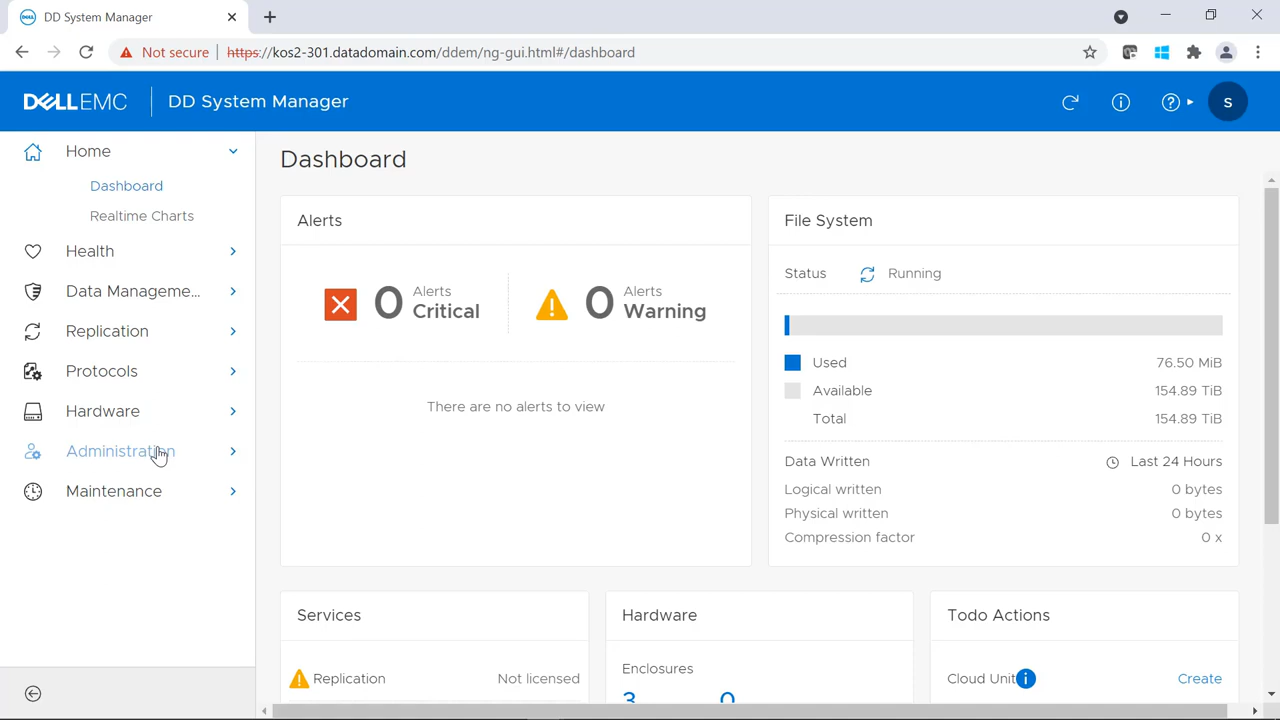 DD System Manager
Not secure https://kos2-301.datadomain.com/ddem/ng-gui.html#/dashboard
DELLEMC DD System Manager
S
Home
Dashboard
Realtime Charts
Health
Data Manageme...
Replication
Protocols
Hardware
Administration
Maintenance
Dashboard
Alerts
0 Alerts Critical
0 Alerts Warning
There are no alerts to view
File System
Status Running
Used 76.50 MiB
Available 154.89 TiB
Total 154.89 TiB
Data Written Last 24 Hours
Logical written 0 bytes
Physical written 0 bytes
Compression factor 0 x
Services
Replication Not licensed
Hardware
Enclosures
3 0
Todo Actions
Cloud Unit Create